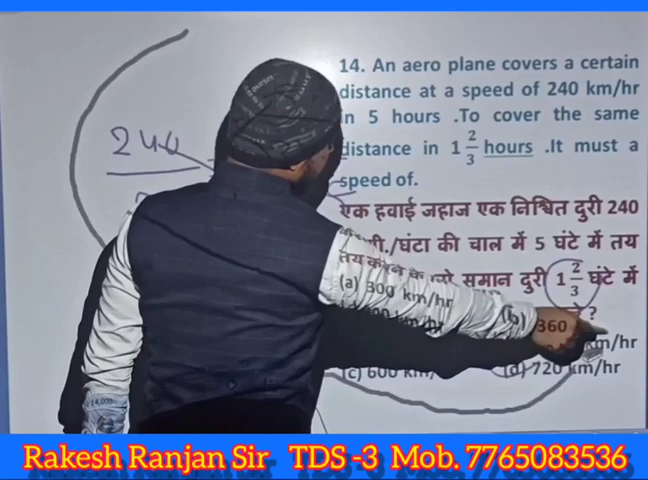 14. An aero plane covers a certain
distance at a speed of 240 km/hr
in 5 hours .To cover the same
distance in 1 2/3 hours .It must a
speed of.
एक हवाई जहाज एक निश्चित दुरी 240
/घंटा की चाल में 5 घंटे में तय
समान दुरी 1 2/3 घंटे में
?
(a) 300 km/hr
(b) 360 km/hr
(c) 600 km/
(d) 720 km/hr
240
Rakesh Ranjan Sir TDS -3 Mob. 7765083536